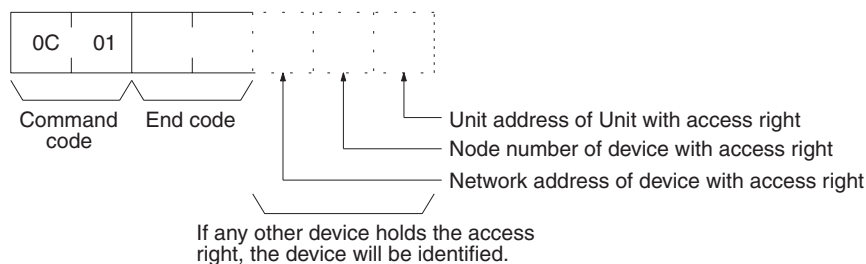 0C 01
Command
code
End code
Unit address of Unit with access right
Node number of device with access right
Network address of device with access right
If any other device holds the access
right, the device will be identified.